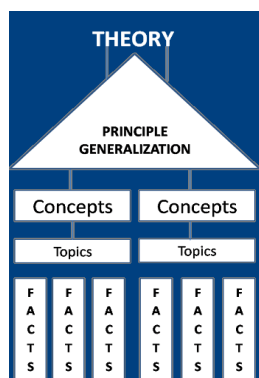 THEORY
PRINCIPLE
GENERALIZATION
Concepts Concepts
Topics Topics
FACTS FACTS FACTS FACTS FACTS FACTS